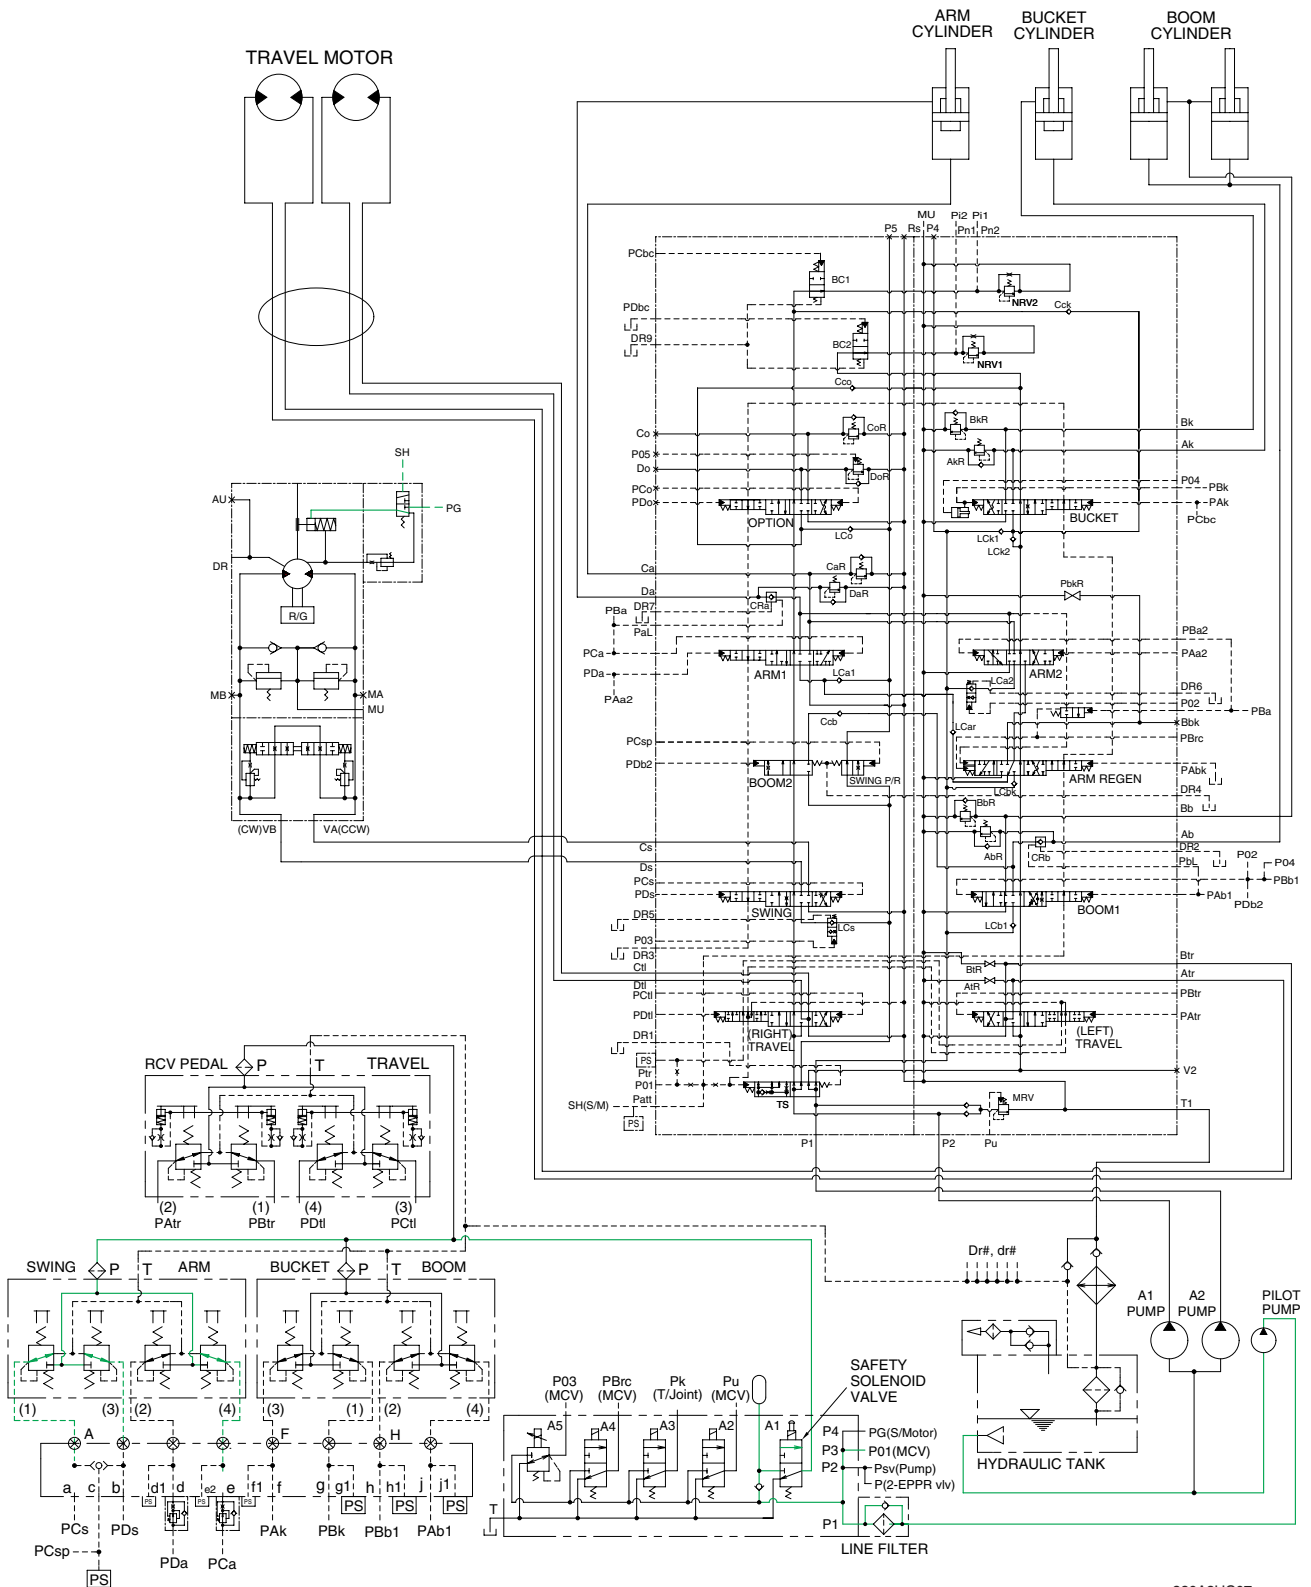 ARM
CYLINDER
BUCKET
CYLINDER
BOOM
CYLINDER
TRAVEL MOTOR
MU
Pi2 Pi1
P5 Rs P4 Pn1 Pn2
PCbc
BC1
NRV2
Cck
PDbc
DR9
BC2
NRV1
Cco
CoR
BkR
Co
Bk
P05
Do
AkR
Ak
DoR
P04
PBk
PCo
PDo
PAk
PCbc
OPTION
BUCKET
LCo
LCk1
LCk2
SH
AU
PG
DR
R/G
MB
MA
MU
(CW)VB
VA(CCW)
Ca
CaR
Da
DaR
PbkR
CRa
PBa
DR7
PaL
PBa2
PCa
PAa2
PDa
ARM1
ARM2
PAa2
LCa1
LCa2
DR6
P02
PBa
Ccb
LCar
Bbk
PCsp
PBrc
PDb2
PAbk
BOOM2
SWING P/R
ARM REGEN
LCbk
DR4
BbR
Bb
Cs
AbR
CRb
Ab
DR2
Ds
PbL
P02
P04
PCs
PBb1
PDs
PAb1
PDb2
SWING
BOOM1
DR5
LCs
LCb1
P03
DR3
Ctl
BtR
Btr
Atr
Dtl
AtR
PCtl
PBtr
PDtl
PAtr
(RIGHT)
TRAVEL
(LEFT)
TRAVEL
DR1
PS
Ptr
V2
P01
TS
Patt
MRV
SH(S/M)
T1
PS
P1
P2
Pu
RCV PEDAL
P
T
TRAVEL
(2)
(1)
(4)
(3)
PAtr
PBtr
PDtl
PCtl
SWING
P
T
ARM
BUCKET
P
T
BOOM
(1)
(3)
(2)
(4)
(3)
(1)
(2)
(4)
A
F
H
a
c
b
d1
d
e2
e
f1
f
g
g1
h
h1
j
j1
PS
PS
PS
PS
PS
PS
PCs
PDs
PAk
PBk
PBb1
PAb1
PCsp
PDa
PCa
PS
Dr#, dr#
A1
PUMP
A2
PUMP
PILOT
PUMP
HYDRAULIC TANK
SAFETY
SOLENOID
VALVE
P03
(MCV)
PBrc
(MCV)
Pk
(T/Joint)
Pu
(MCV)
A5
A4
A3
A2
A1
P4
PG(S/Motor)
P3
P01(MCV)
P2
Psv(Pump)
P(2-EPPR vlv)
T
P1
LINE FILTER